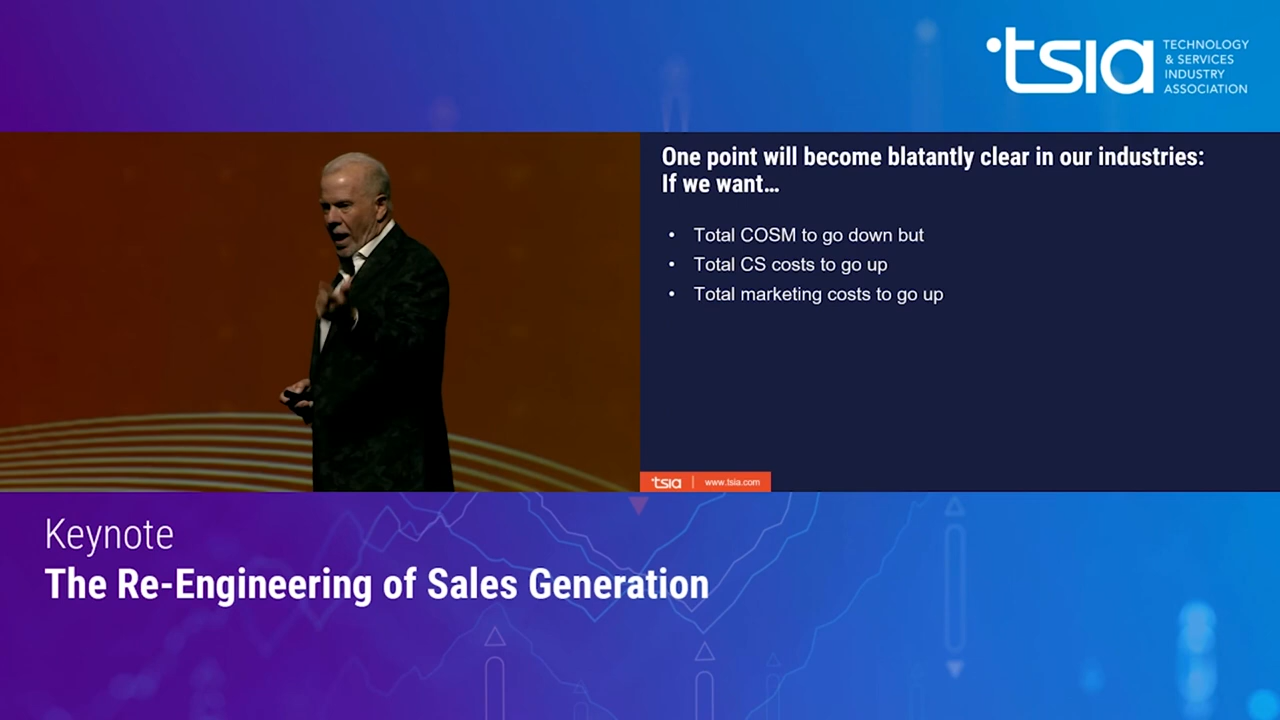 tsia
TECHNOLOGY
& SERVICES
INDUSTRY
ASSOCIATION
One point will become blatantly clear in our industries:
If we want…
• Total COSM to go down but
• Total CS costs to go up
• Total marketing costs to go up
tsia | www.tsia.com
Keynote
The Re-Engineering of Sales Generation